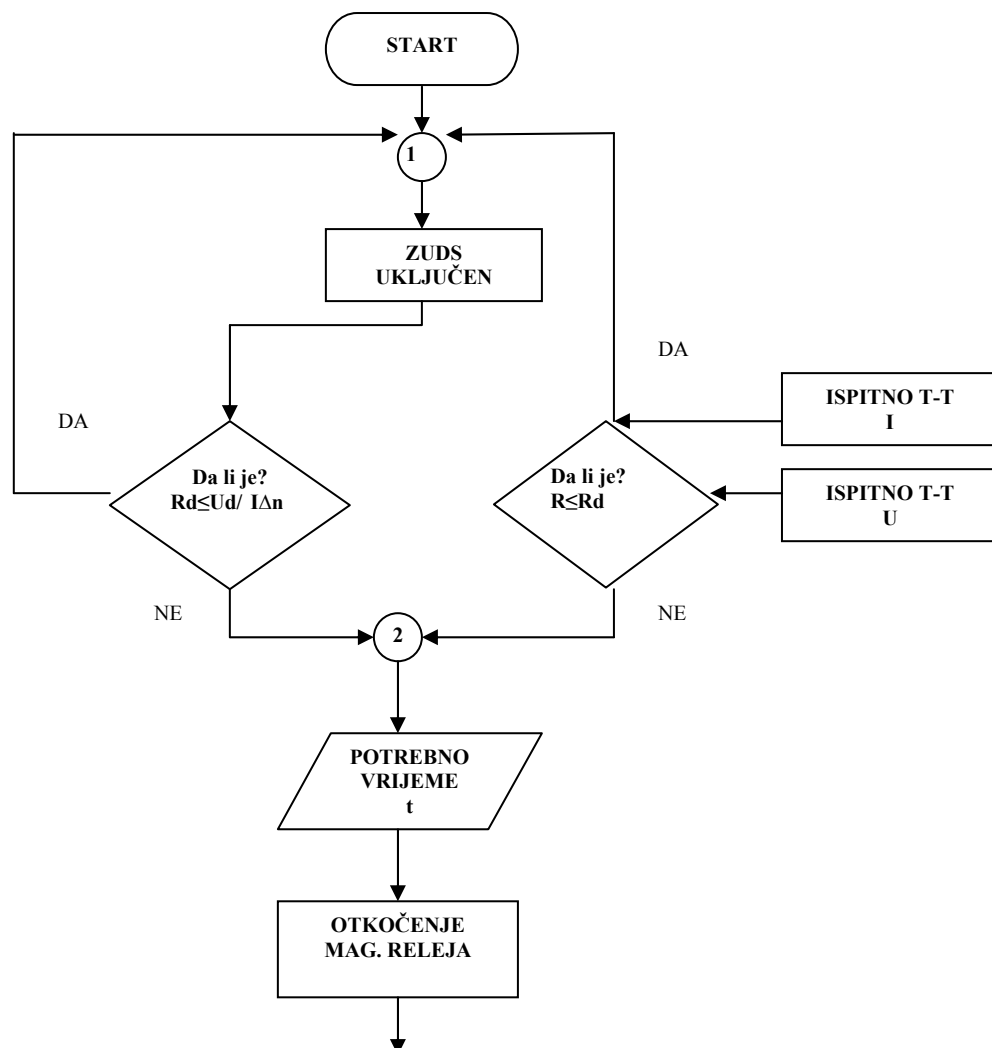 START
1
ZUDS
UKLJUČEN
DA
ISPITNO T-T
I
DA
Da li je?
Rd≤Ud/ I∆n
Da li je?
R≤Rd
ISPITNO T-T
U
NE
2
NE
POTREBNO
VRIJEME
t
OTKOČENJE
MAG. RELEJA